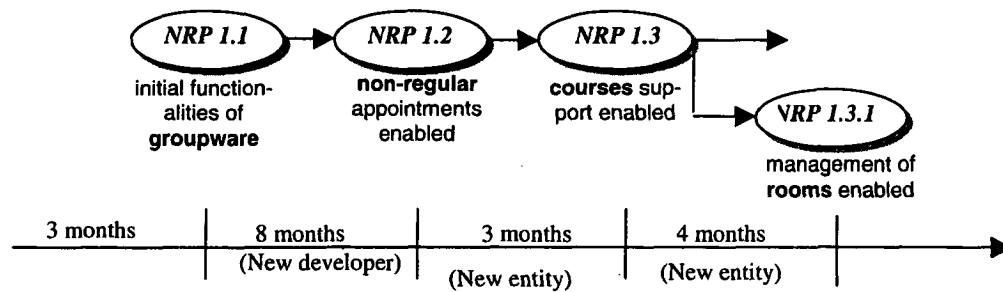 NRP 1.1
NRP 1.2
NRP 1.3
initial function-
alities of
groupware
non-regular
appointments
enabled
courses sup-
port enabled
NRP 1.3.1
management of
rooms enabled
3 months
8 months
(New developer)
3 months
(New entity)
4 months
(New entity)